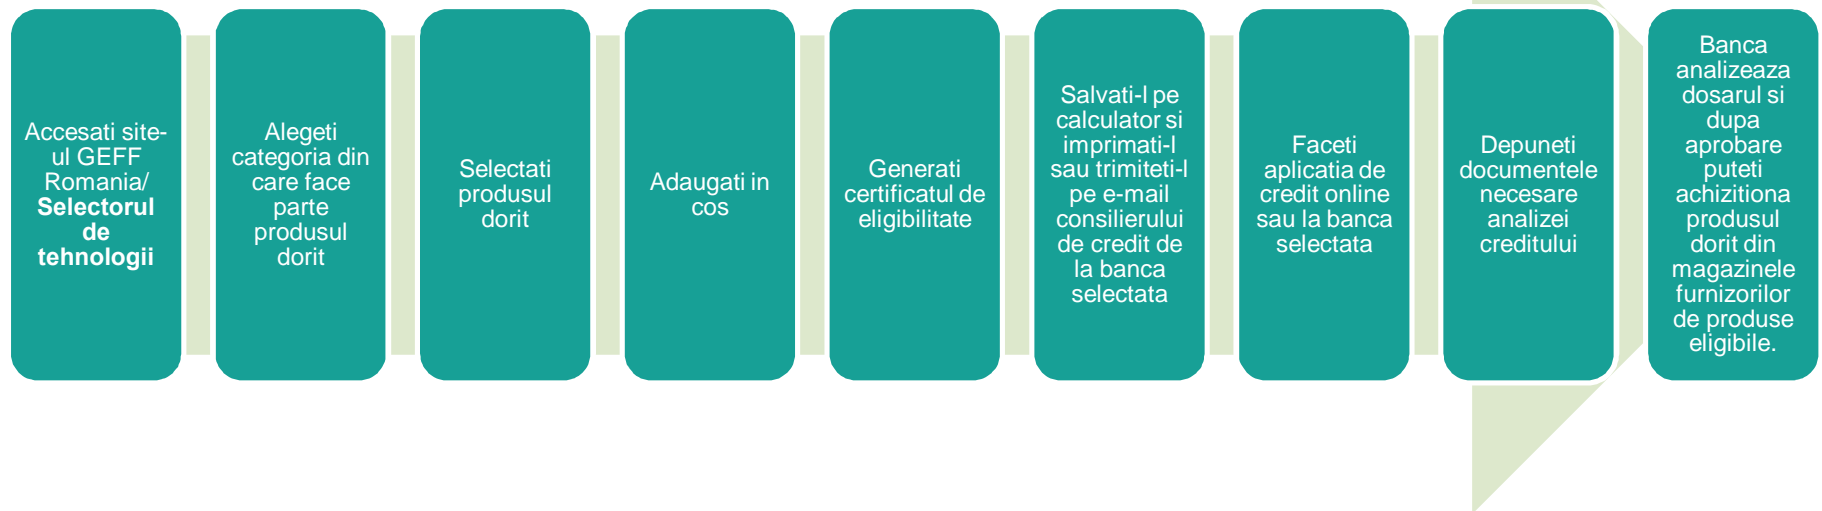 Accesati site-
ul GEFF
Romania/
Selectorul
de
tehnologii
Alegeti
categoria din
care face
parte
produsul
dorit
Selectati
produsul
dorit
Adaugati in
cos
Generati
certificatul de
eligibilitate
Salvati-l pe
calculator si
imprimati-l
sau trimiteti-l
pe e-mail
consilierului
de credit de
la banca
selectata
Faceti
aplicatia de
credit online
sau la banca
selectata
Depuneti
documentele
necesare
analizei
creditului
Banca
analizeaza
dosarul si
dupa
aprobare
puteti
achizitiona
produsul
dorit din
magazinele
furnizorilor
de produse
eligibile.